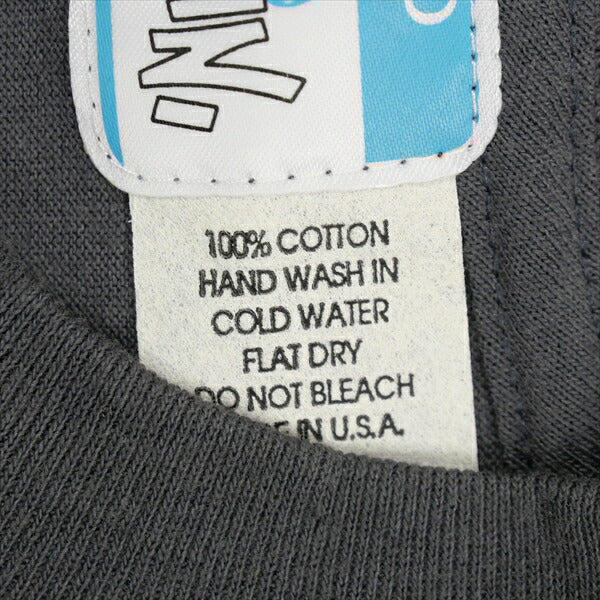 100% COTTON
HAND WASH IN
COLD WATER
FLAT DRY
DO NOT BLEACH
IN U.S.A.